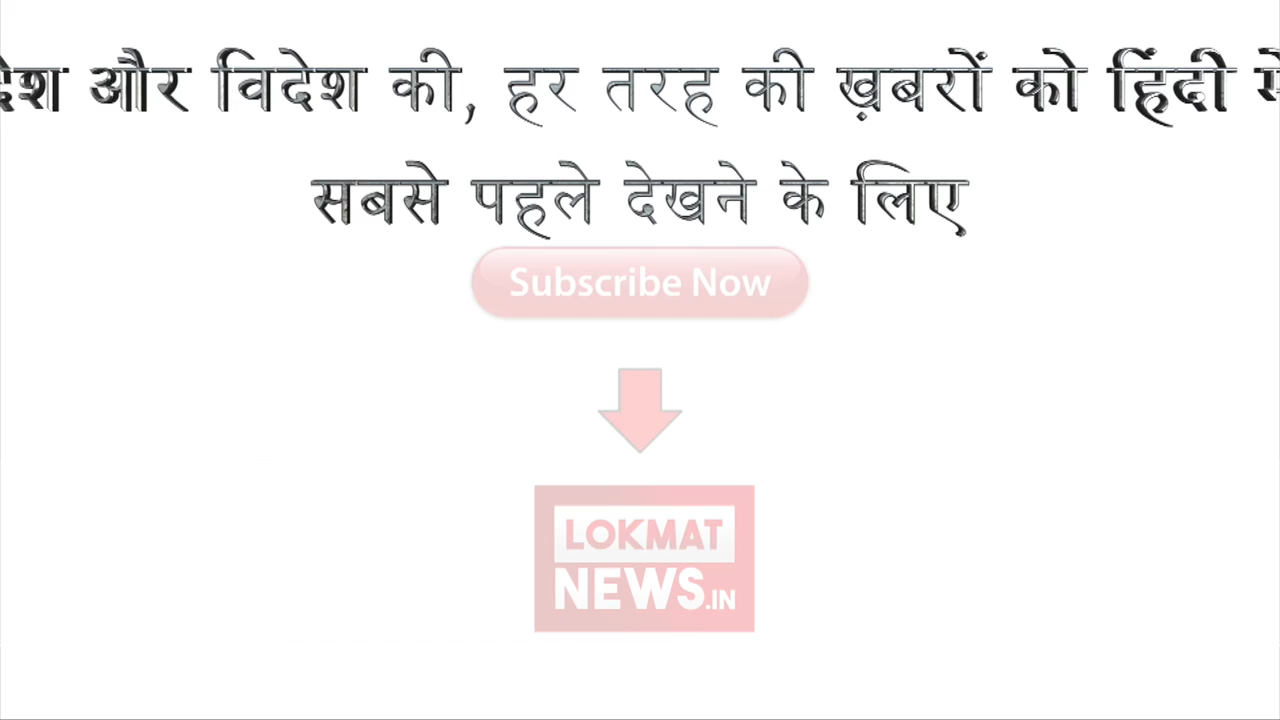 देश और विदेश की, हर तरह की ख़बरों को हिंदी में
सबसे पहले देखने के लिए
Subscribe Now
LOKMAT
NEWS.IN